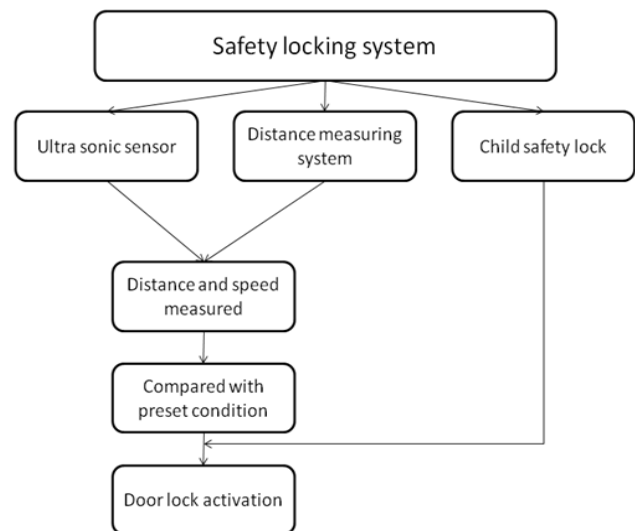 Safety locking system
Ultra sonic sensor
Distance measuring
system
Child safety lock
Distance and speed
measured
Compared with
preset condition
Door lock activation